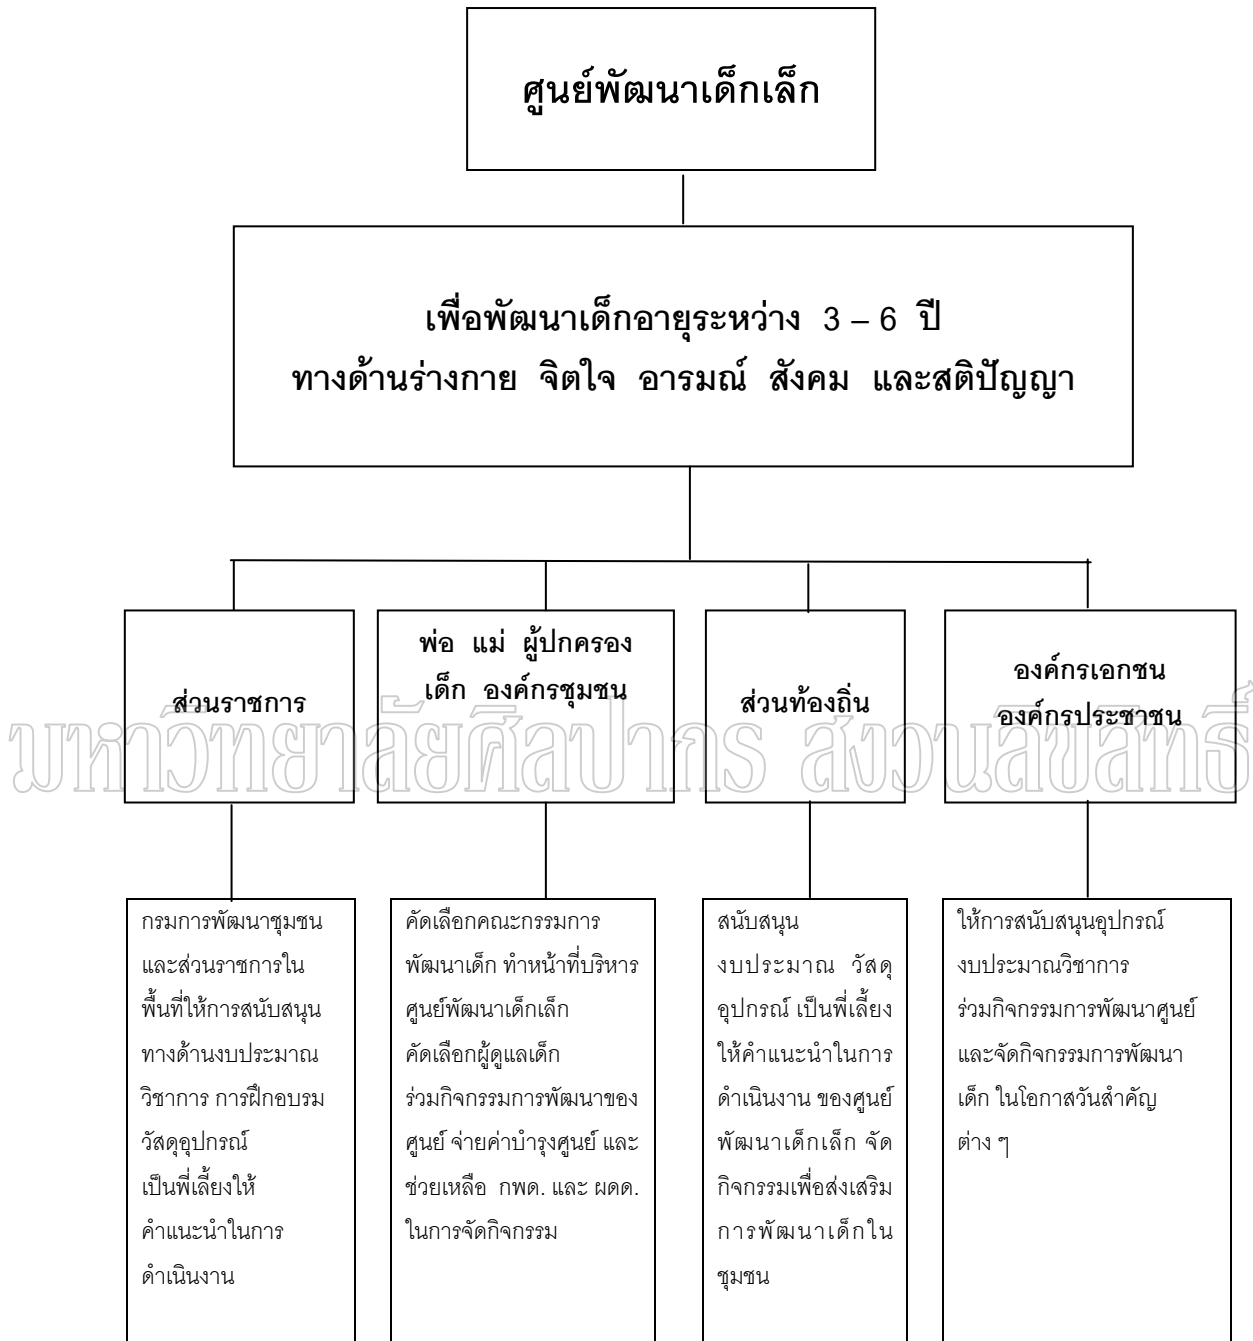 ศูนย์พัฒนาเด็กเล็ก
เพื่อพัฒนาเด็กอายุระหว่าง 3 – 6 ปี
ทางด้านร่างกาย จิตใจ อารมณ์ สังคม และสติปัญญา
ส่วนราชการ
พ่อ แม่ ผู้ปกครอง
เด็ก องค์กรชุมชน
ส่วนท้องถิ่น
องค์กรเอกชน
องค์กรประชาชน
มหาวิทยาลัยศิลปากร สงวนลิขสิทธิ์
กรมการพัฒนาชุมชน
และส่วนราชการใน
พื้นที่ให้การสนับสนุน
ทางด้านงบประมาณ
วิชาการ การฝึกอบรม
วัสดุอุปกรณ์
เป็นพี่เลี้ยงให้
คำแนะนำในการ
ดำเนินงาน
คัดเลือกคณะกรรมการ
พัฒนาเด็ก ทำหน้าที่บริหาร
ศูนย์พัฒนาเด็กเล็ก
คัดเลือกผู้ดูแลเด็ก
ร่วมกิจกรรมการพัฒนาของ
ศูนย์ จ่ายค่าบำรุงศูนย์ และ
ช่วยเหลือ กพด. และ ผดด.
ในการจัดกิจกรรม
สนับสนุน
งบประมาณ วัสดุ
อุปกรณ์ เป็นพี่เลี้ยง
ให้คำแนะนำในการ
ดำเนินงาน ของศูนย์
พัฒนาเด็กเล็ก จัด
กิจกรรมเพื่อส่งเสริม
การพัฒนาเด็กใน
ชุมชน
ให้การสนับสนุนอุปกรณ์
งบประมาณวิชาการ
ร่วมกิจกรรมการพัฒนาศูนย์
และจัดกิจกรรมการพัฒนา
เด็ก ในโอกาสวันสำคัญ
ต่าง ๆ